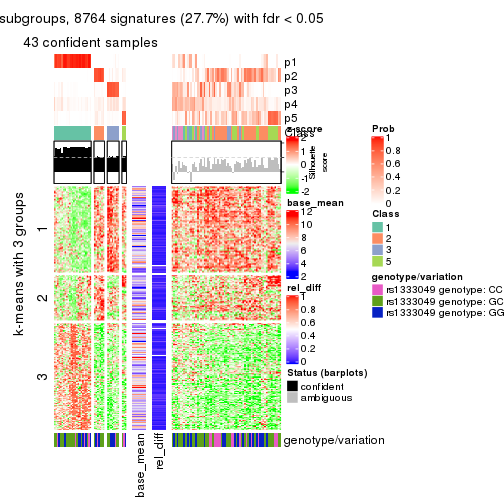 subgroups, 8764 signatures (27.7%) with fdr < 0.05
43 confident samples
p1
p2
p3
p4
p5
Class
Silhouette
score
k-means with 3 groups
1
2
3
base_mean
rel_diff
genotype/variation
z-score
2
1
0
-1
-2
base_mean
12
10
8
6
4
2
rel_diff
1
0.8
0.6
0.4
0.2
0
Status (barplots)
confident
ambiguous
Prob
1
0.8
0.6
0.4
0.2
0
Class
1
2
3
5
genotype/variation
rs1333049 genotype: CC
rs1333049 genotype: GC
rs1333049 genotype: GG